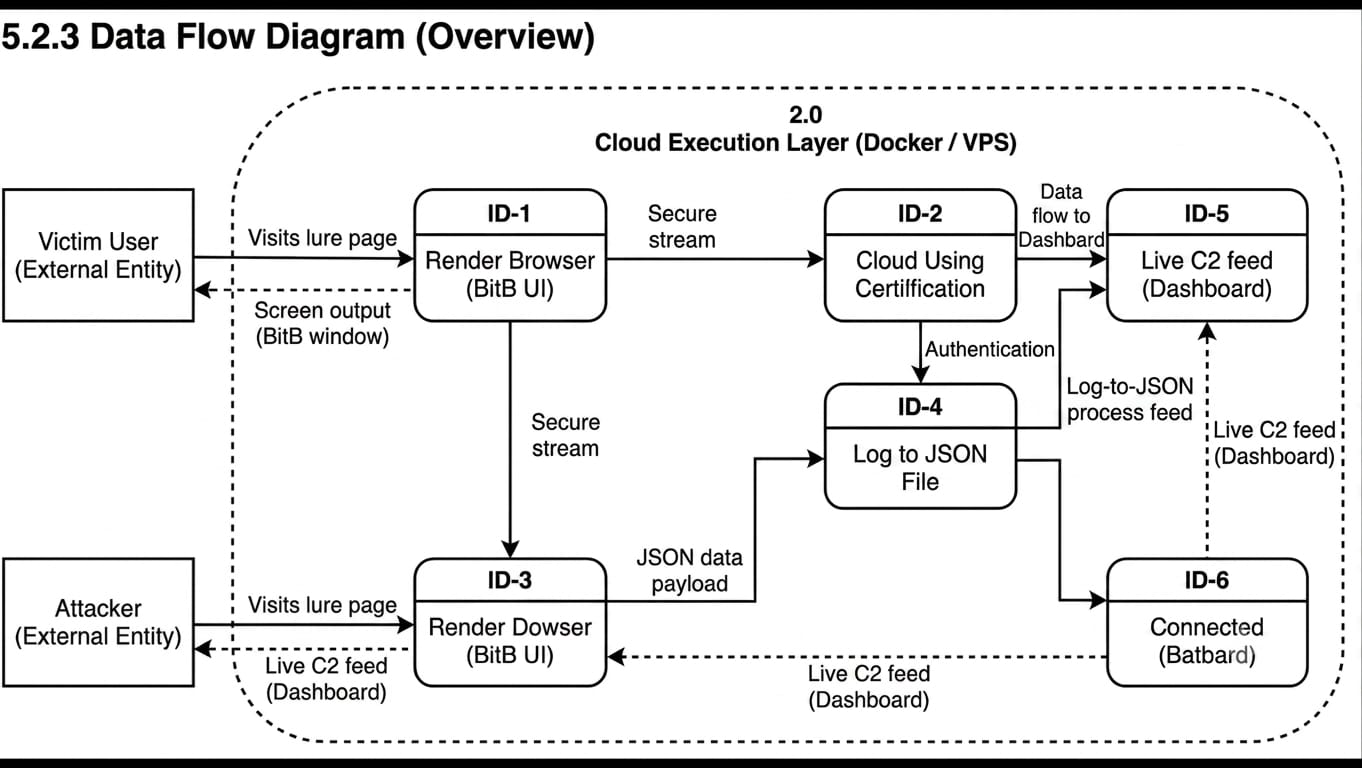 5.2.3 Data Flow Diagram (Overview)
2.0
Cloud Execution Layer (Docker / VPS)
Victim User
(External Entity)
Visits lure page
Screen output
(BitB window)
ID-1
Render Browser
(BitB UI)
Secure
stream
ID-2
Cloud Using
Certilfication
Data
flow to
Dashbard
ID-5
Live C2 feed
(Dashboard)
Authentication
Log-to-JSON
process feed
Live C2 feed
(Dashboard)
ID-4
Log to JSON
File
Secure
stream
JSON data
payload
Attacker
(External Entity)
Visits lure page
Live C2 feed
(Dashboard)
ID-3
Render Dowser
(BitB UI)
Live C2 feed
(Dashboard)
ID-6
Connected
(Batbard)